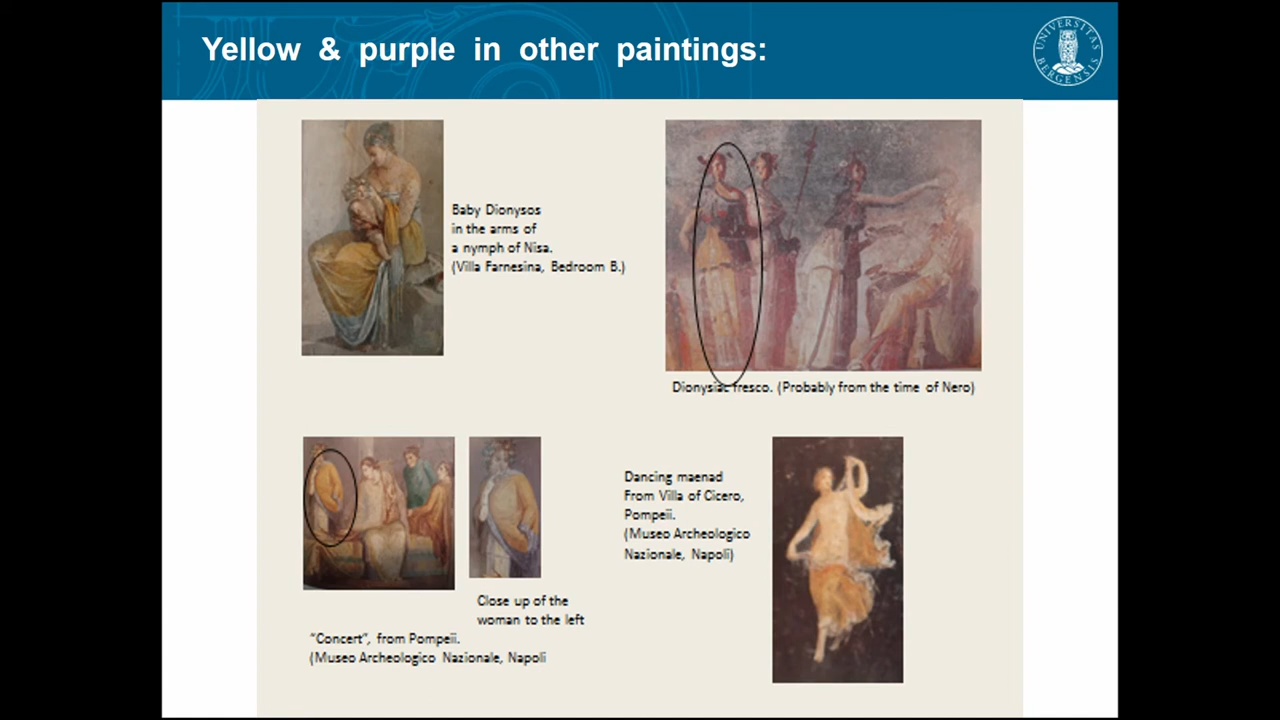 Yellow & purple in other paintings:
UNIVERSITAS
BERGENSIS
Baby Dionysos
in the arms of
a nymph of Nisa.
(Villa Farnesina, Bedroom B.)
Dionysiac fresco. (Probably from the time of Nero)
Dancing maenad
From Villa of Cicero,
Pompeii.
(Museo Archeologico
Nazionale, Napoli)
Close up of the
woman to the left
“Concert”, from Pompeii.
(Museo Archeologico Nazionale, Napoli